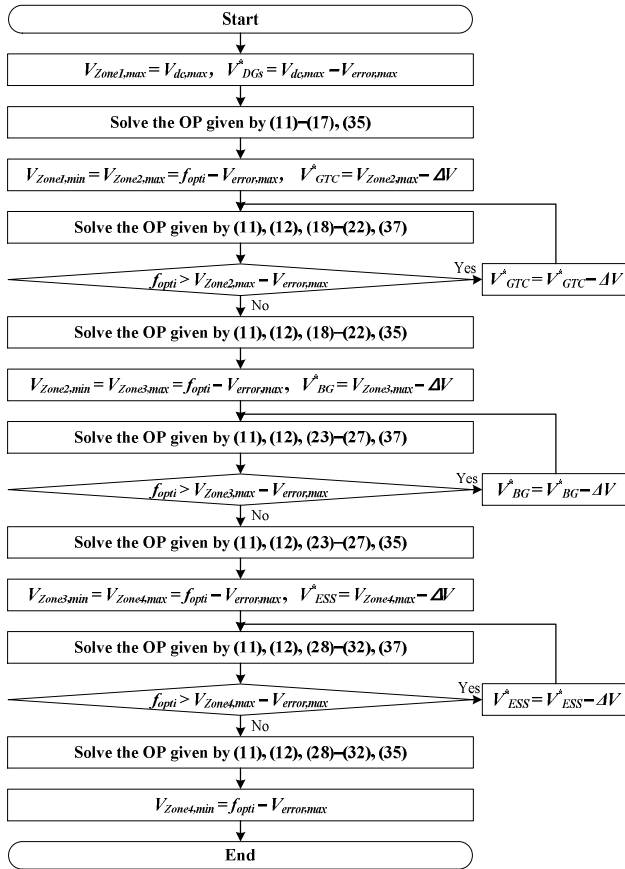 Start
V_Zone1,max = V_dc,max , V*_DGs = V_dc,max − V_error,max
Solve the OP given by (11)−(17), (35)
V_Zone1,min = V_Zone2,max = f_opti − V_error,max , V*_GTC = V_Zone2,max − ΔV
Solve the OP given by (11), (12), (18)−(22), (37)
f_opti > V_Zone2,max − V_error,max
Yes
V*_GTC = V*_GTC − ΔV
No
Solve the OP given by (11), (12), (18)−(22), (35)
V_Zone2,min = V_Zone3,max = f_opti − V_error,max , V*_BG = V_Zone3,max − ΔV
Solve the OP given by (11), (12), (23)−(27), (37)
f_opti > V_Zone3,max − V_error,max
Yes
V*_BG = V*_BG − ΔV
No
Solve the OP given by (11), (12), (23)−(27), (35)
V_Zone3,min = V_Zone4,max = f_opti − V_error,max , V*_ESS = V_Zone4,max − ΔV
Solve the OP given by (11), (12), (28)−(32), (37)
f_opti > V_Zone4,max − V_error,max
Yes
V*_ESS = V*_ESS − ΔV
No
Solve the OP given by (11), (12), (28)−(32), (35)
V_Zone4,min = f_opti − V_error,max
End